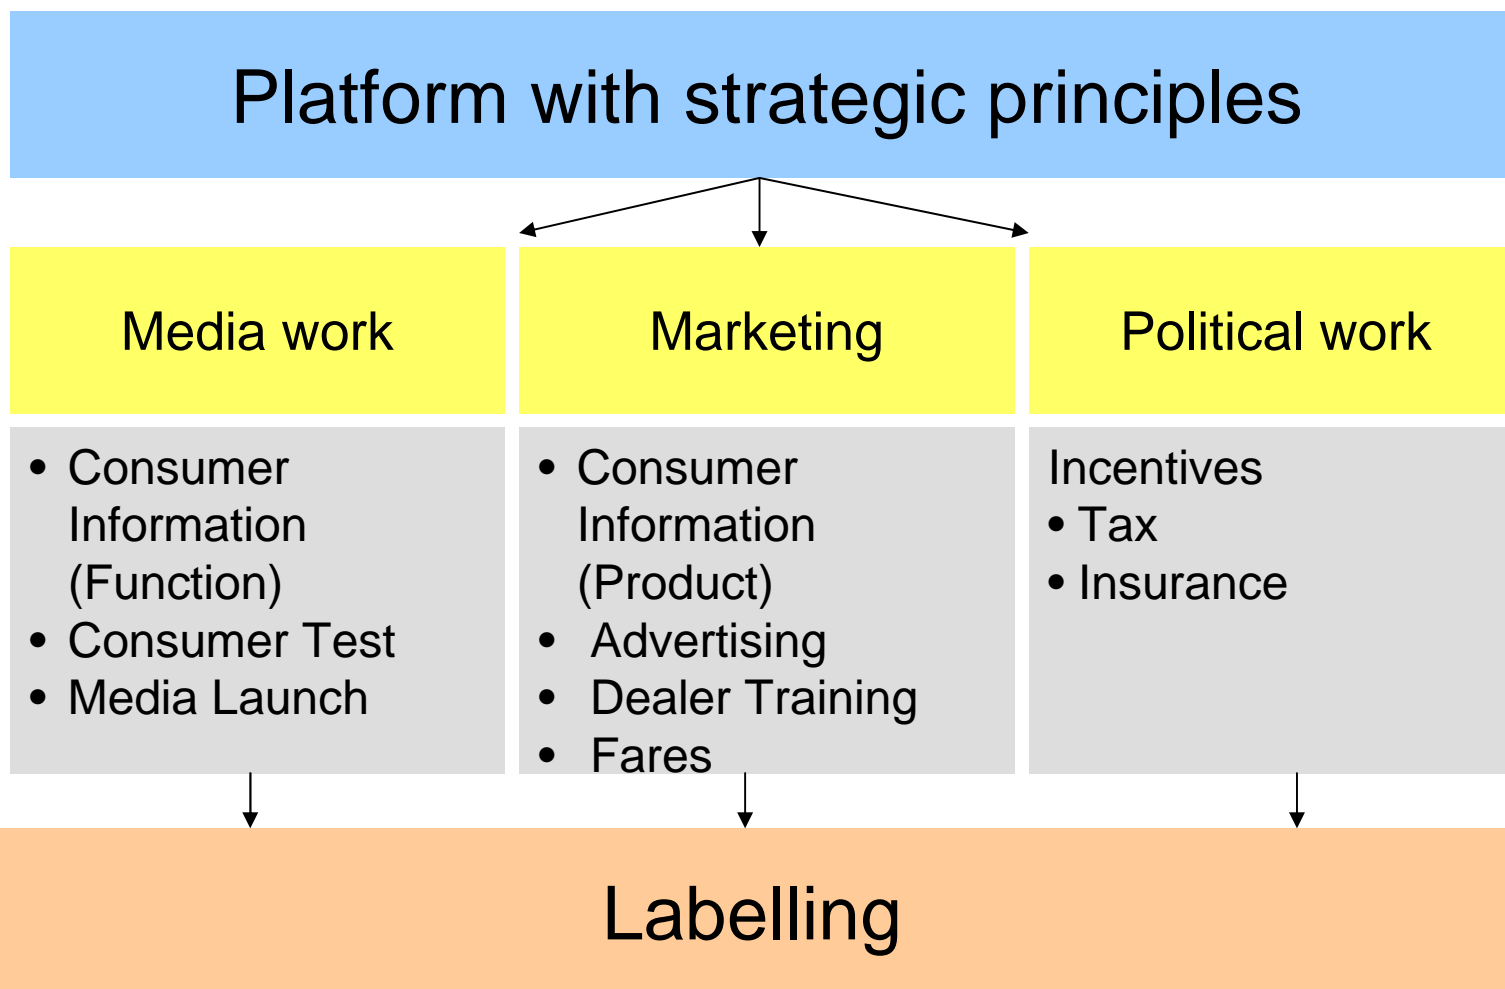 Platform with strategic principles
Media work
Marketing
Political work
• Consumer
Information
(Function)
• Consumer Test
• Media Launch
• Consumer
Information
(Product)
• Advertising
• Dealer Training
• Fares
Incentives
• Tax
• Insurance
Labelling